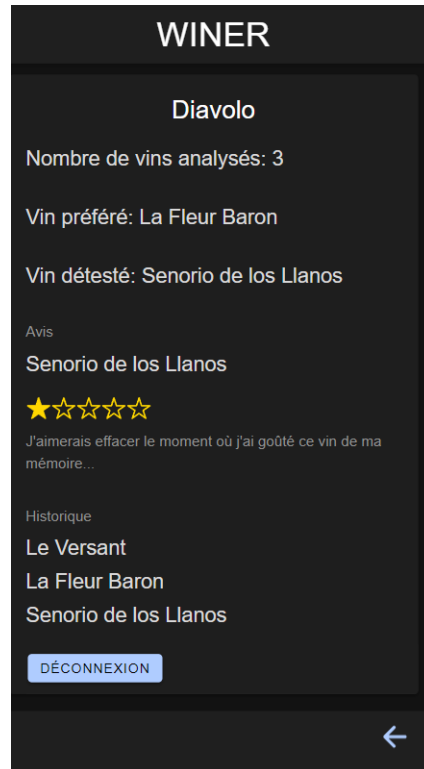 WINER
Diavolo
Nombre de vins analysés: 3
Vin préféré: La Fleur Baron
Vin détesté: Senorio de los Llanos
Avis
Senorio de los Llanos
J'aimerais effacer le moment où j'ai goûté ce vin de ma
mémoire...
Historique
Le Versant
La Fleur Baron
Senorio de los Llanos
DÉCONNEXION